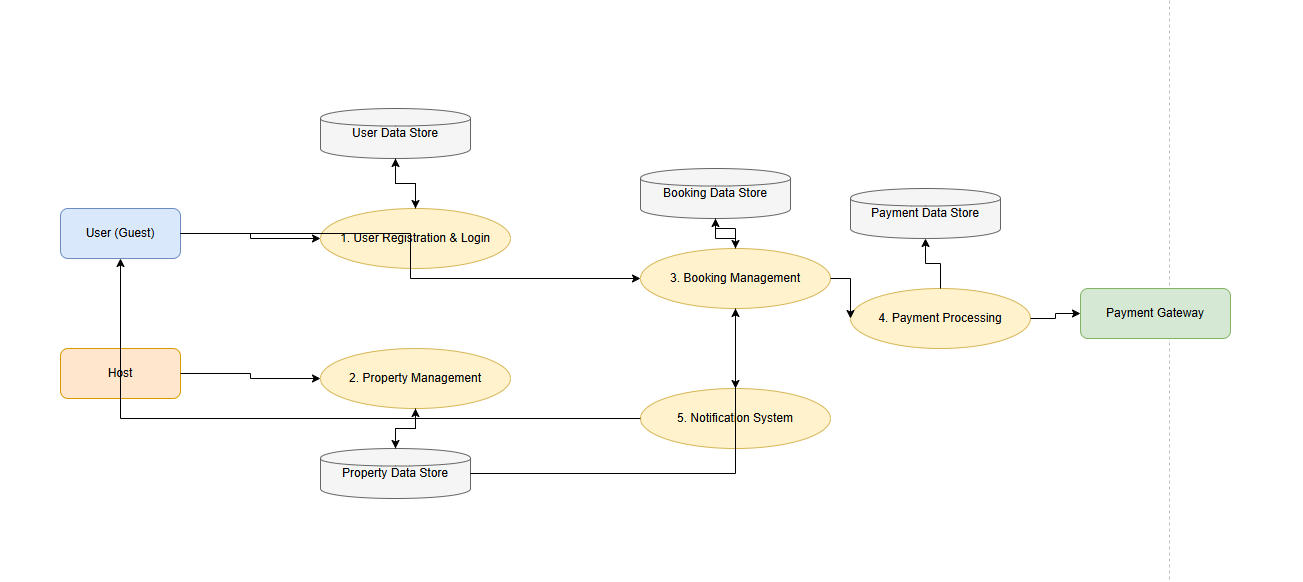 User Data Store
Booking Data Store
Payment Data Store
User (Guest)
1. User Registration & Login
3. Booking Management
4. Payment Processing
Payment Gateway
Host
2. Property Management
5. Notification System
Property Data Store